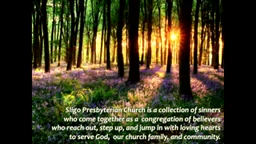 Sligo Presbyterian Church is a collection of sinners
who come together as a congregation of believers
who reach out, step up, and jump in with loving hearts
to serve God, our church family, and community.